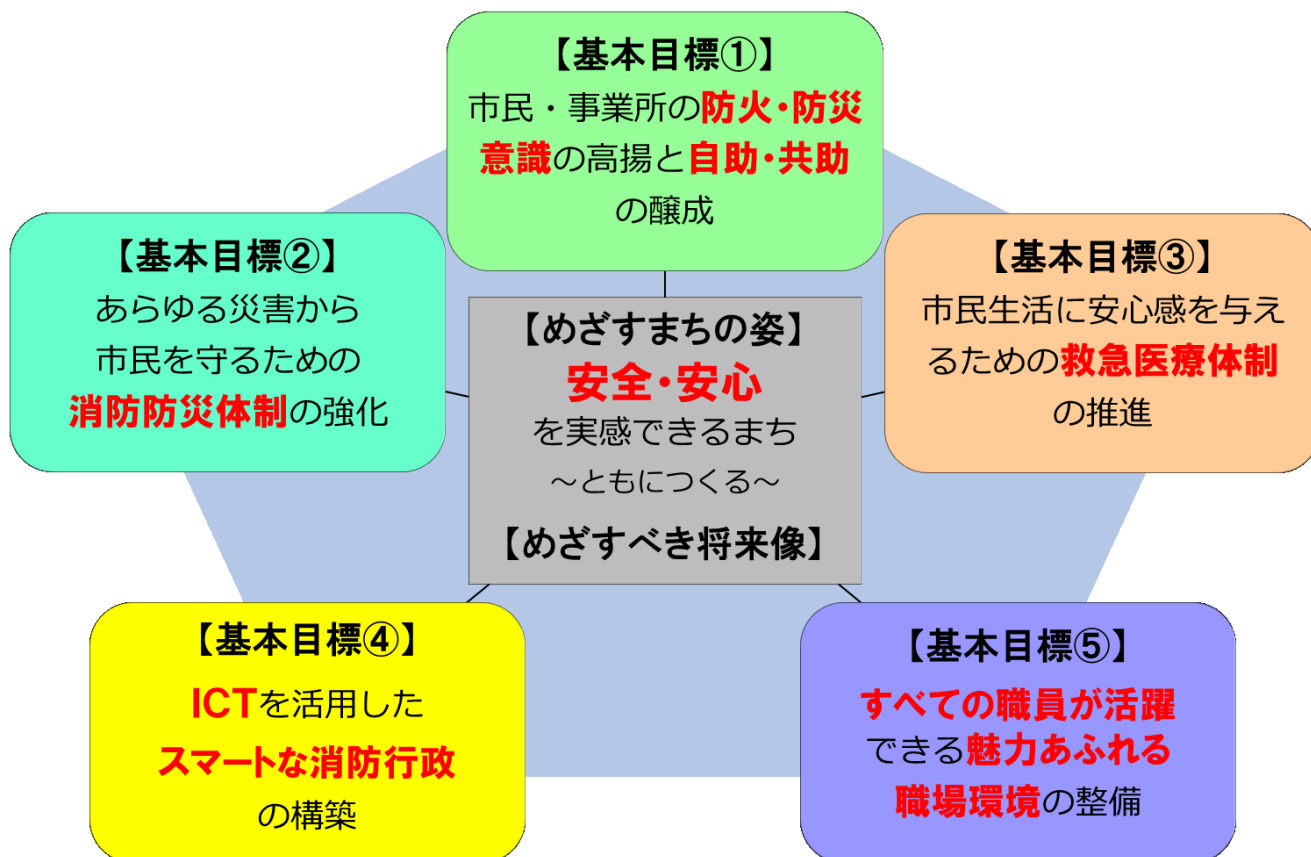 【基本目標①】
市民・事業所の防火・防災
意識の高揚と自助・共助
の醸成
【基本目標②】
あらゆる災害から
市民を守るための
消防防災体制の強化
【めざすまちの姿】
安全・安心
を実感できるまち
～ともにつくる～
【めざすべき将来像】
【基本目標③】
市民生活に安心感を与え
るための救急医療体制
の推進
【基本目標④】
ICTを活用した
スマートな消防行政
の構築
【基本目標⑤】
すべての職員が活躍
できる魅力あふれる
職場環境の整備